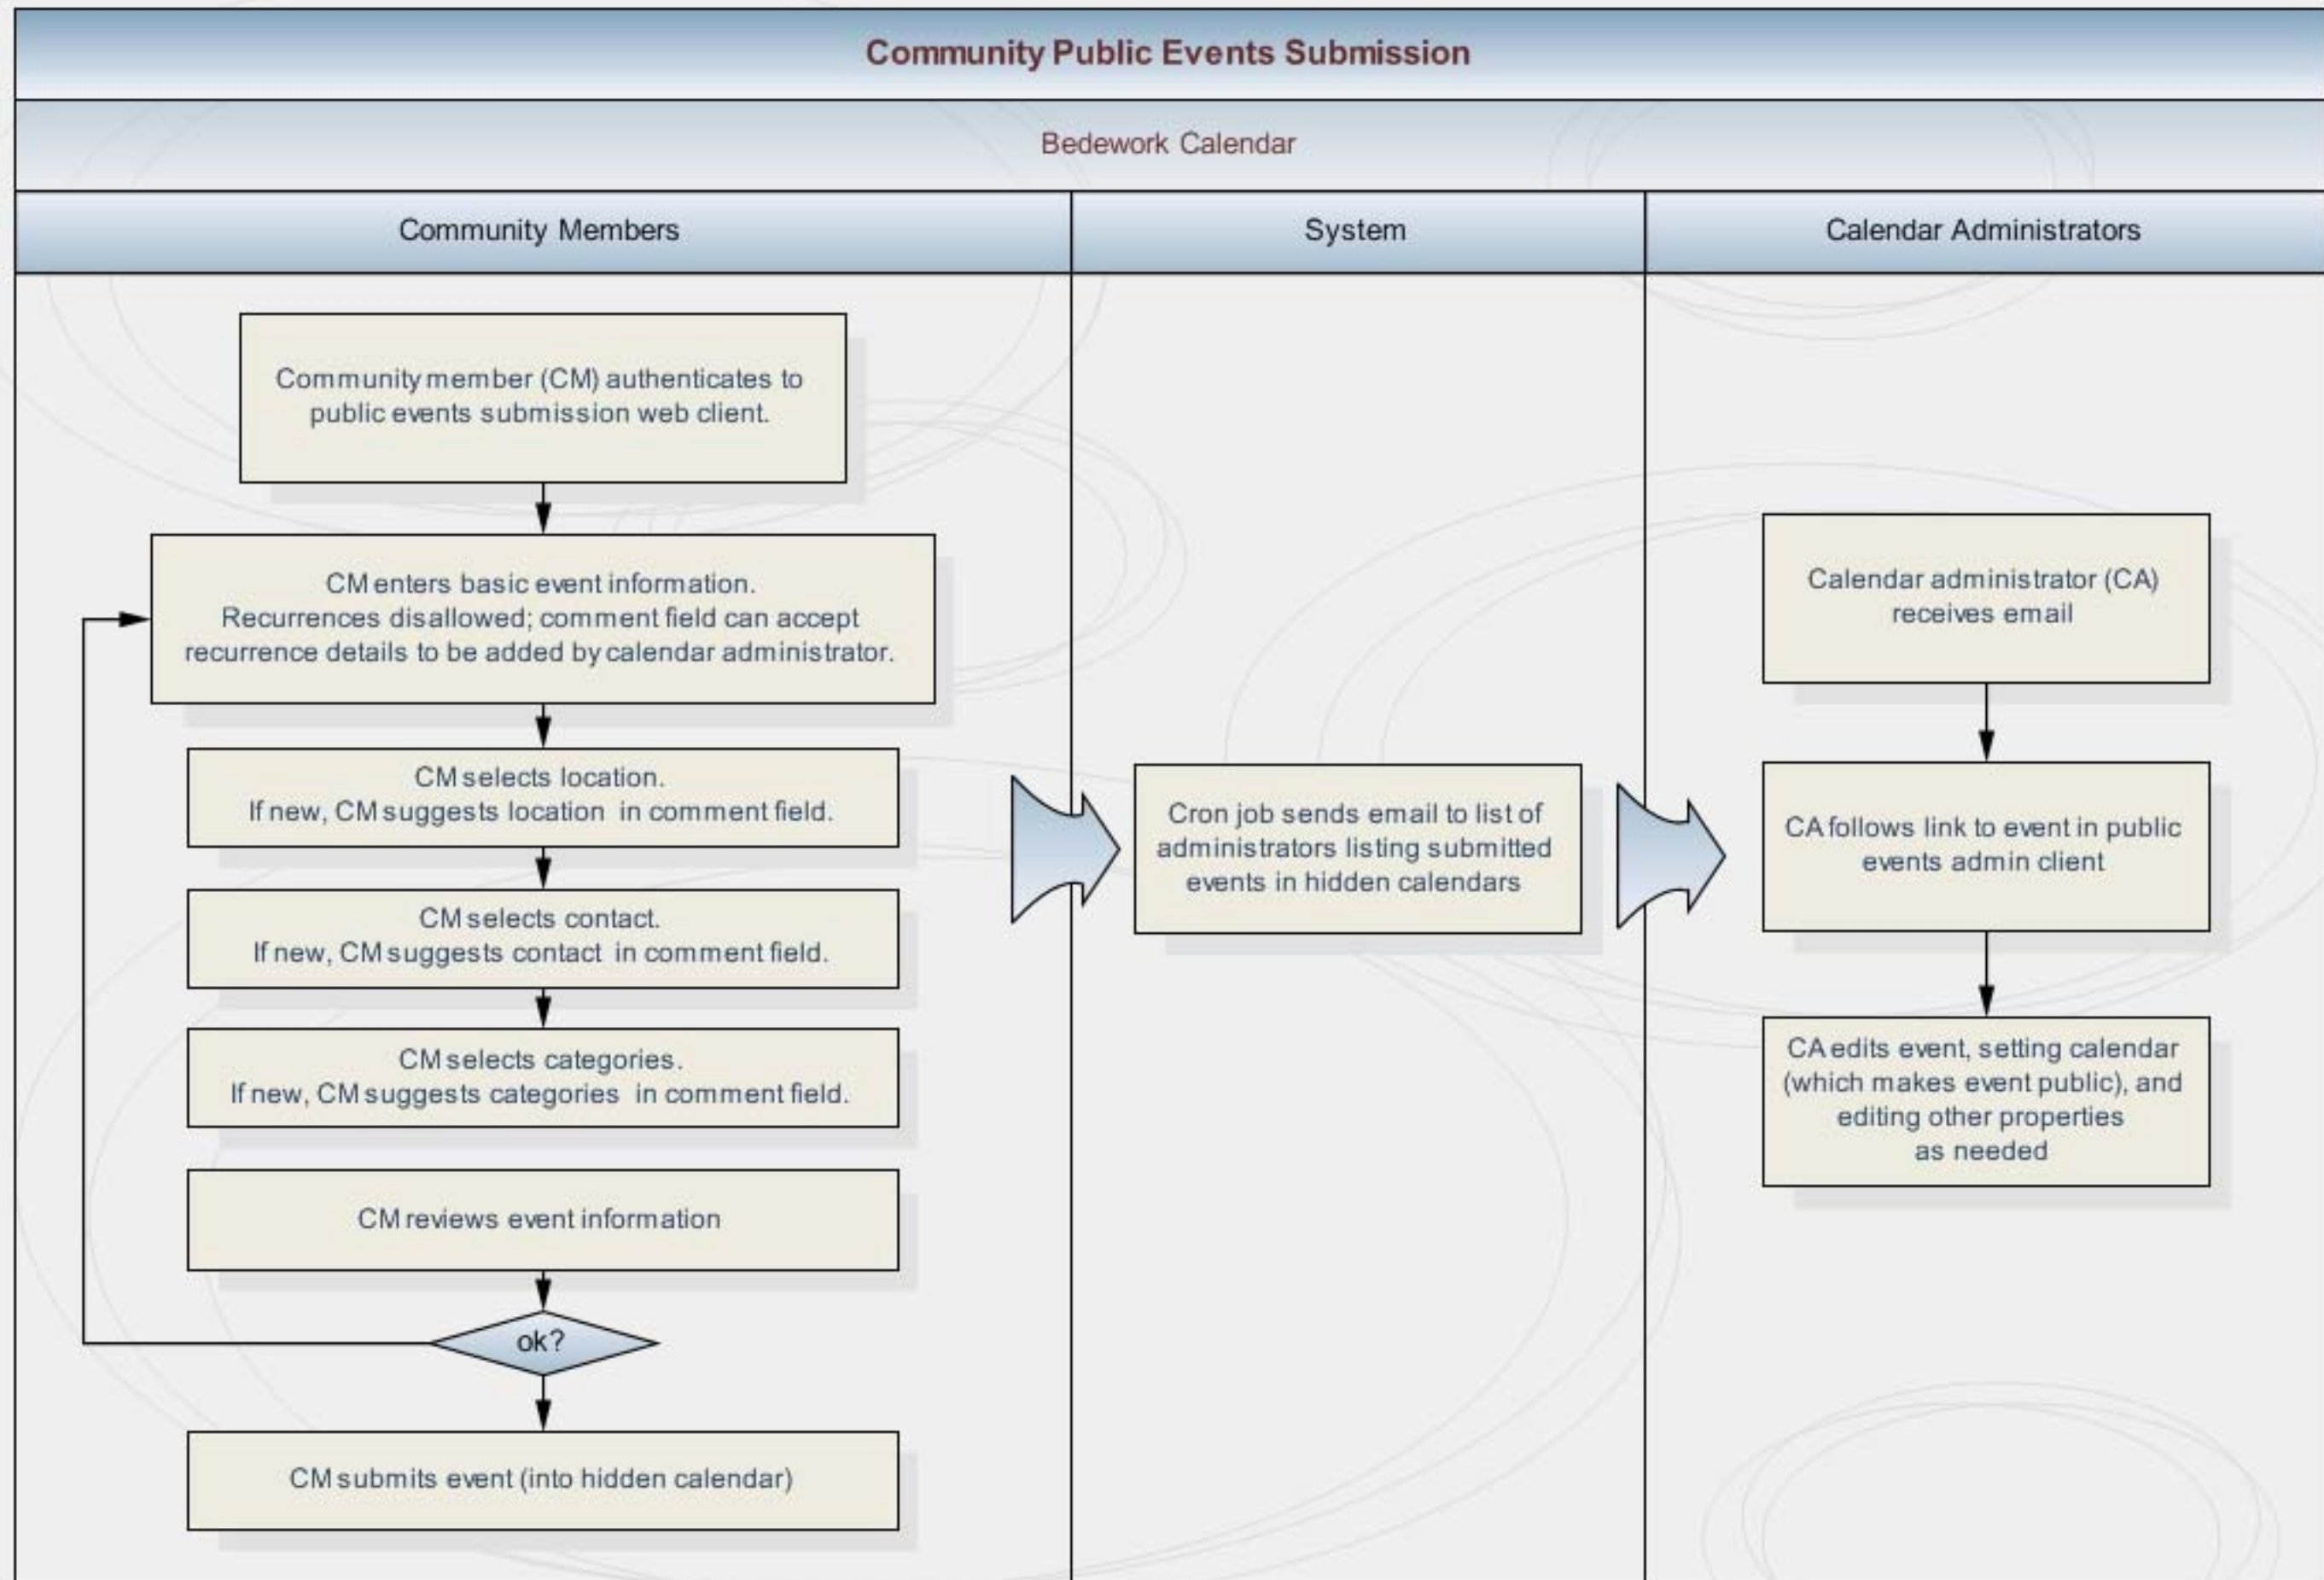 Community Public Events Submission
Bedework Calendar
Community Members
System
Calendar Administrators
Community member (CM) authenticates to
public events submission web client.
CM enters basic event information.
Recurrences disallowed; comment field can accept
recurrence details to be added by calendar administrator.
CM selects location.
If new, CM suggests location in comment field.
CM selects contact.
If new, CM suggests contact in comment field.
CM selects categories.
If new, CM suggests categories in comment field.
CM reviews event information
ok?
CM submits event (into hidden calendar)
Cron job sends email to list of
administrators listing submitted
events in hidden calendars
Calendar administrator (CA)
receives email
CA follows link to event in public
events admin client
CA edits event, setting calendar
(which makes event public), and
editing other properties
as needed